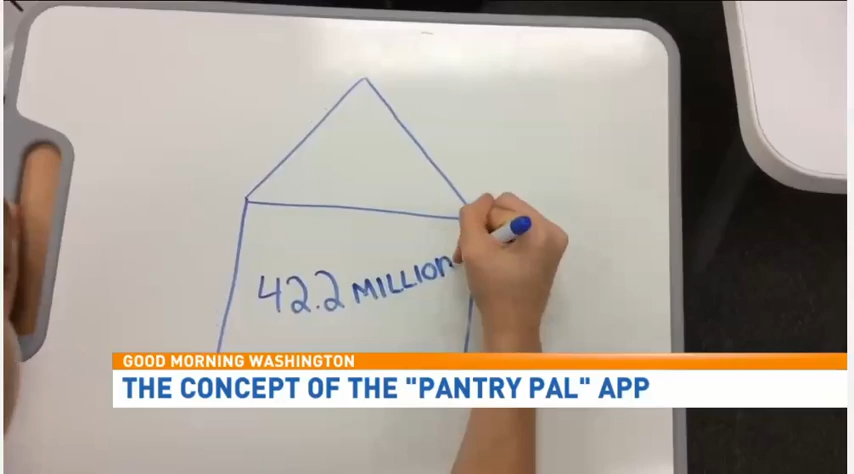 42.2 MILLION
GOOD MORNING WASHINGTON
THE CONCEPT OF THE "PANTRY PAL" APP